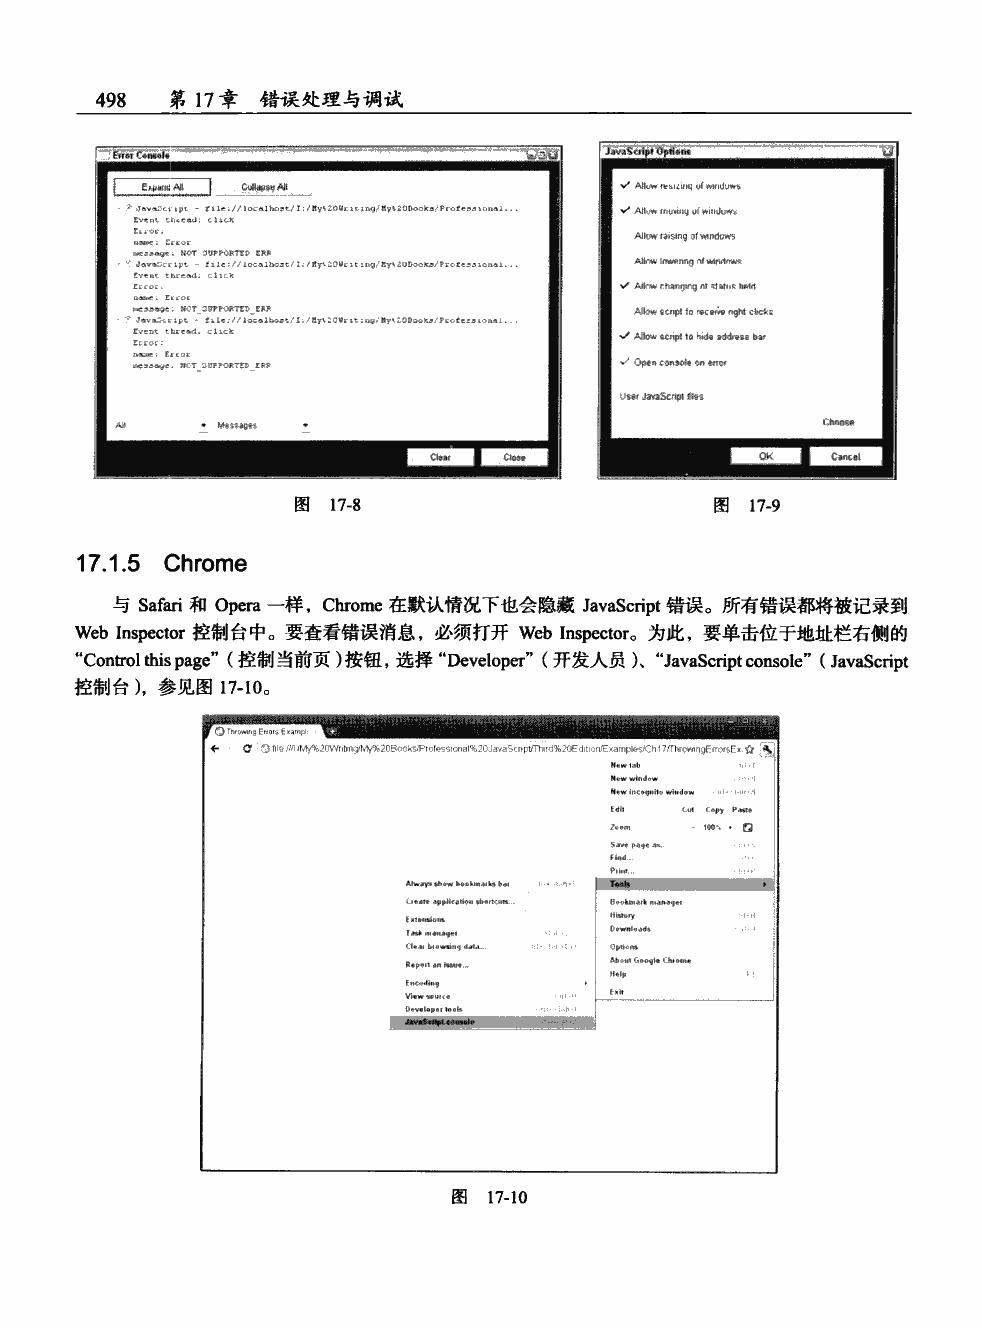 498 第 17 章 错误处理与调试
Error Console
Expand All Collapse All
JavaScript - file://localhost/I:/My%20Writing/My%20Books/Professional...
Event thread: click
Error:
name: Error
message: NOT_SUPPORTED_ERR
JavaScript - file://localhost/I:/My%20Writing/My%20Books/Professional...
Event thread: click
Error:
name: Error
message: NOT_SUPPORTED_ERR
JavaScript - file://localhost/I:/My%20Writing/My%20Books/Professional...
Event thread: click
Error:
name: Error
message: NOT_SUPPORTED_ERR
All Messages
Clear Close
JavaScript Options
Allow resizing of windows
Allow moving of windows
Allow raising of windows
Allow lowering of windows
Allow changing of status field
Allow script to receive right clicks
Allow script to hide address bar
Open console on error
User JavaScript files
Choose
OK Cancel
图 17-8
图 17-9
17.1.5 Chrome
与 Safari 和 Opera 一样，Chrome 在默认情况下也会隐藏 JavaScript 错误。所有错误都将被记录到
Web Inspector 控制台中。要查看错误消息，必须打开 Web Inspector。为此，要单击位于地址栏右侧的
“Control this page”（控制当前页）按钮，选择 “Developer”（开发人员）、“JavaScript console”（JavaScript
控制台），参见图 17-10。
Throwing Errors Exampl
file:///I:/My%20Writing/My%20Books/Professional%20JavaScript/Third%20Edition/Examples/Ch17/ThrowingErrorsEx
New tab
New window
New incognito window
Edit Cut Copy Paste
Zoom - 100% +
Save page as...
Find...
Print...
Tools
Bookmark manager
History
Downloads
Options
About Google Chrome
Help
Exit
Always show bookmarks bar
Create application shortcuts...
Extensions
Task manager
Clear browsing data...
Report an issue...
Encoding
View source
Developer tools
JavaScript console
图 17-10